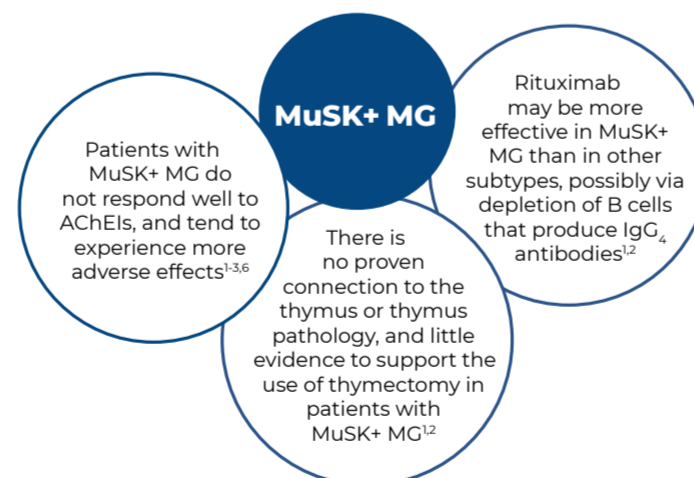 MuSK+ MG
Patients with
MuSK+ MG do
not respond well to
AChEIs, and tend to
experience more
adverse effects1-3,6
There is
no proven
connection to the
thymus or thymus
pathology, and little
evidence to support the
use of thymectomy in
patients with
MuSK+ MG1,2
Rituximab
may be more
effective in MuSK+
MG than in other
subtypes, possibly via
depletion of B cells
that produce IgG4
antibodies1,2